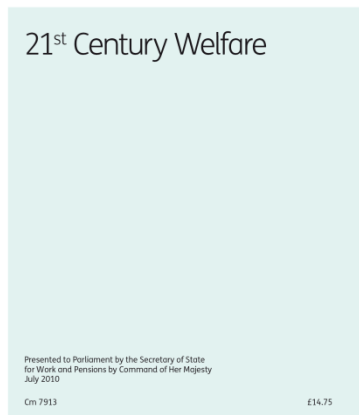 21st Century Welfare
Presented to Parliament by the Secretary of State
for Work and Pensions by Command of Her Majesty
July 2010
Cm 7913 £14.75